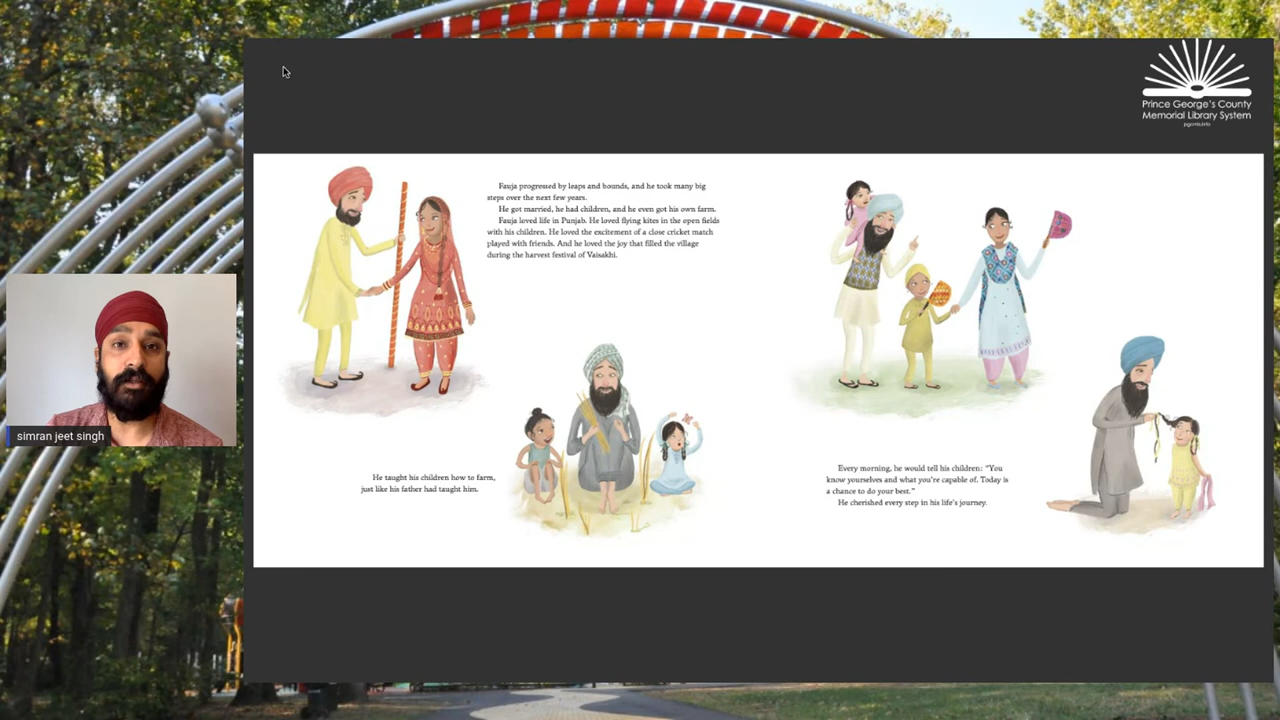 Prince George's County
Memorial Library System
pgcmls.info
Fauja progressed by leaps and bounds, and he took many big
steps over the next few years.
He got married, he had children, and he even got his own farm.
Fauja loved life in Punjab. He loved flying kites in the open fields
with his children. He loved the excitement of a close cricket match
played with friends. And he loved the joy that filled the village
during the harvest festival of Vaisakhi.
He taught his children how to farm,
just like his father had taught him.
Every morning, he would tell his children: “You
know yourselves and what you're capable of. Today is
a chance to do your best.”
He cherished every step in his life's journey.
simran jeet singh